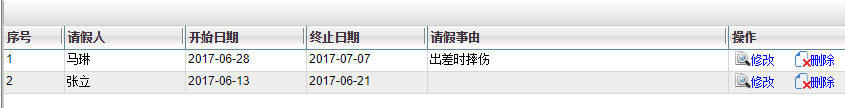 序号 请假人 开始日期 终止日期 请假事由 操作
1 马琳 2017-06-28 2017-07-07 出差时摔伤 修改 删除
2 张立 2017-06-13 2017-06-21 修改 删除